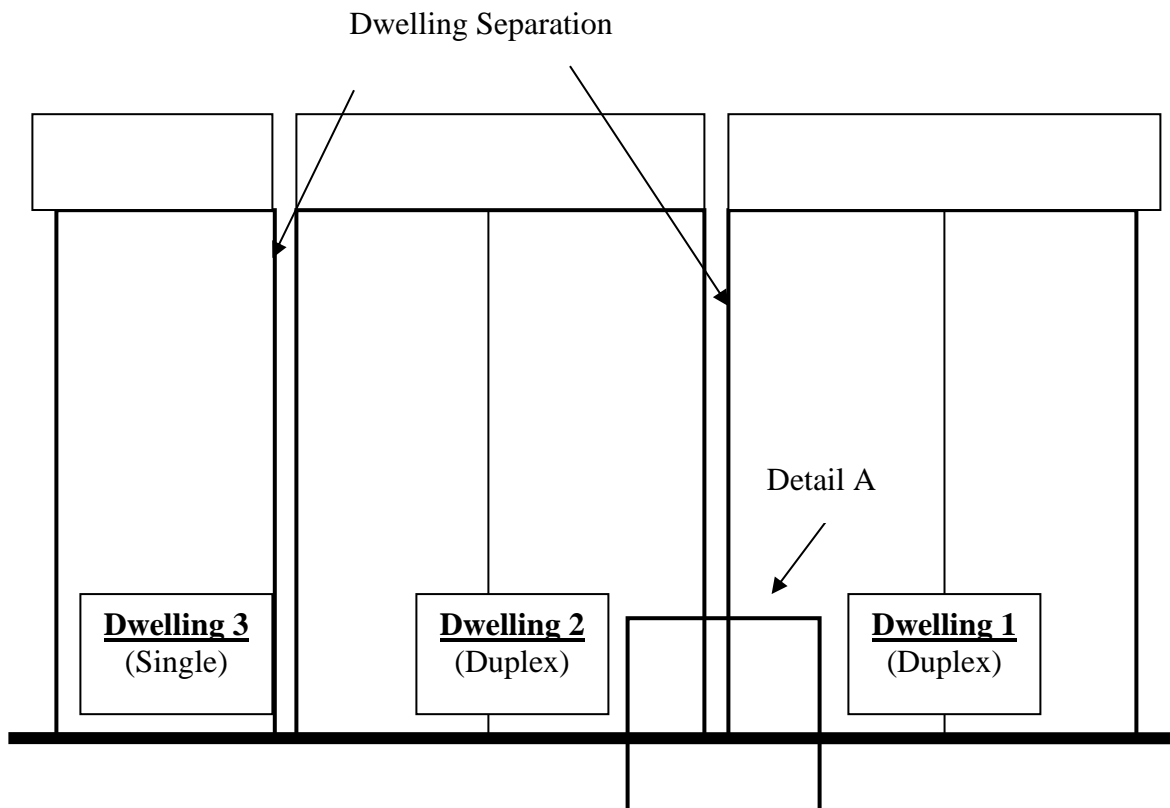 Dwelling Separation
Detail A
Dwelling 3
(Single)
Dwelling 2
(Duplex)
Dwelling 1
(Duplex)